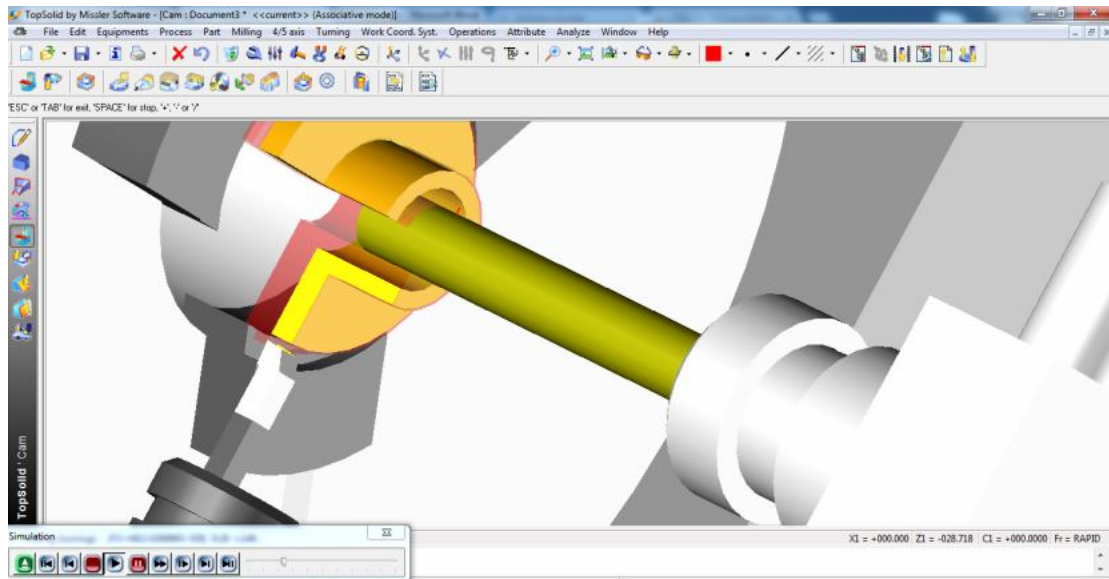 TopSolid by Missler Software - [Cam : Document3 * <<current>> (Associative mode)]
File Edit Equipments Process Part Milling 4/5 axis Turning Work Coord. Syst. Operations Attribute Analyze Window Help
'ESC' or 'TAB' for exit, 'SPACE' for stop, '+', '-' or '/'
TopSolid'Cam
Simulation
X1 = +000.000 Z1 = -028.718 C1 = +000.0000 Fr = RAPID